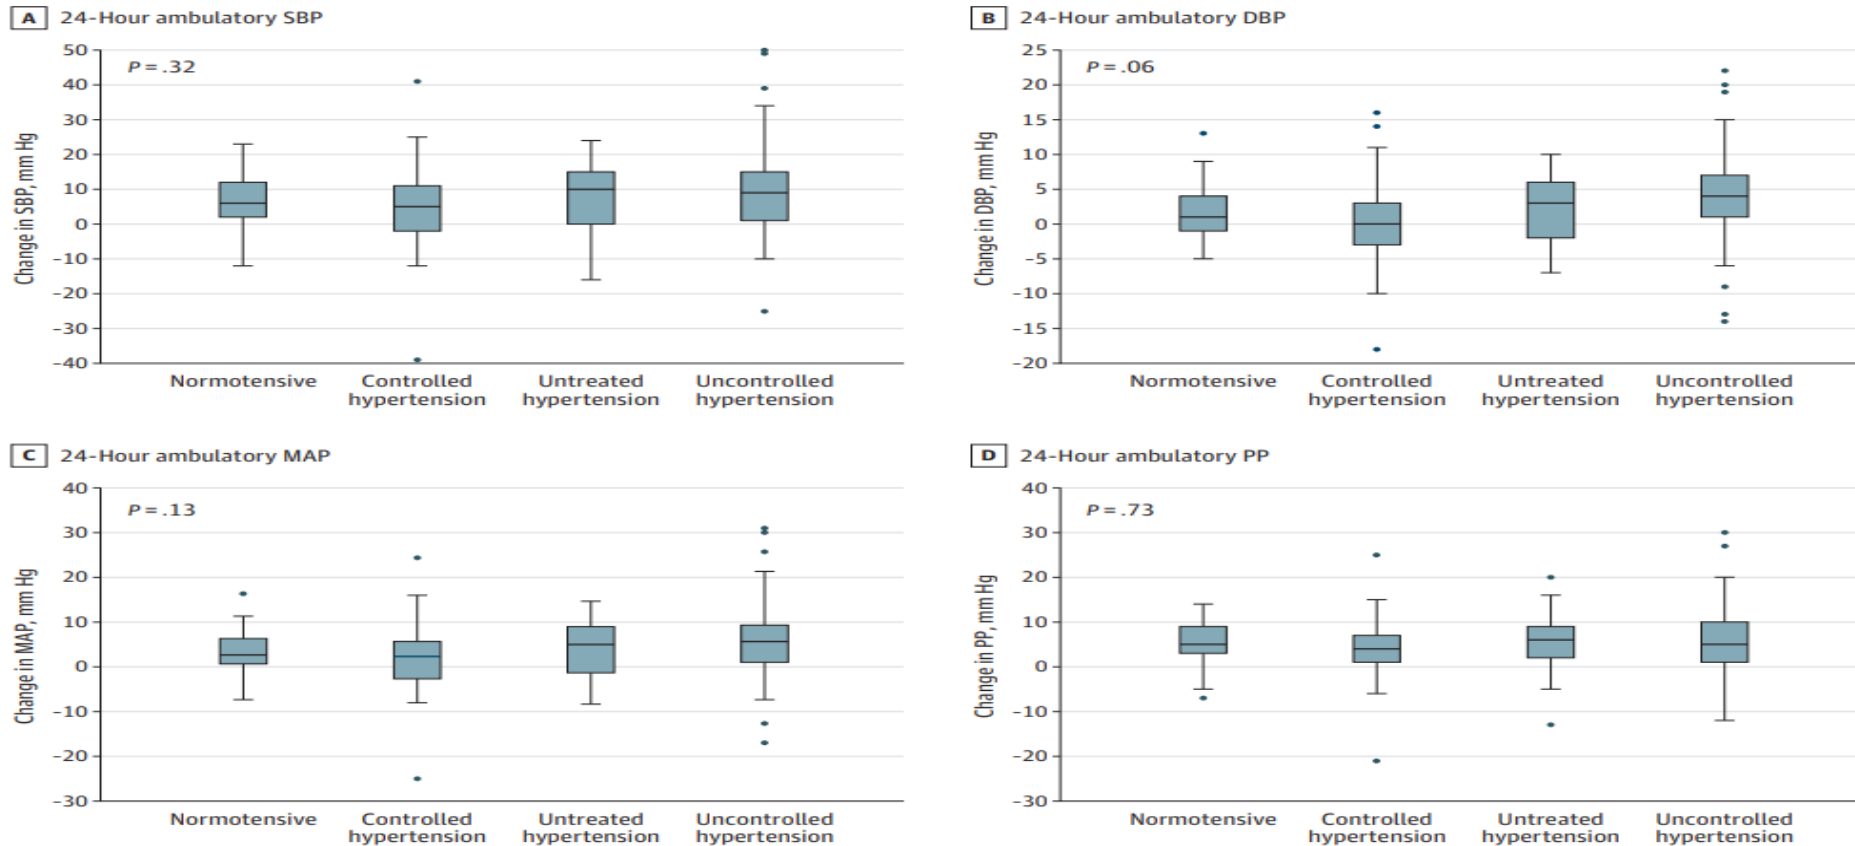 A 24-Hour ambulatory SBP
P = .32
Change in SBP, mm Hg
50
40
30
20
10
0
−10
−20
−30
−40
Normotensive
Controlled
hypertension
Untreated
hypertension
Uncontrolled
hypertension
B 24-Hour ambulatory DBP
P = .06
Change in DBP, mm Hg
25
20
15
10
5
0
−5
−10
−15
−20
Normotensive
Controlled
hypertension
Untreated
hypertension
Uncontrolled
hypertension
C 24-Hour ambulatory MAP
P = .13
Change in MAP, mm Hg
40
30
20
10
0
−10
−20
−30
Normotensive
Controlled
hypertension
Untreated
hypertension
Uncontrolled
hypertension
D 24-Hour ambulatory PP
P = .73
Change in PP, mm Hg
40
30
20
10
0
−10
−20
−30
Normotensive
Controlled
hypertension
Untreated
hypertension
Uncontrolled
hypertension